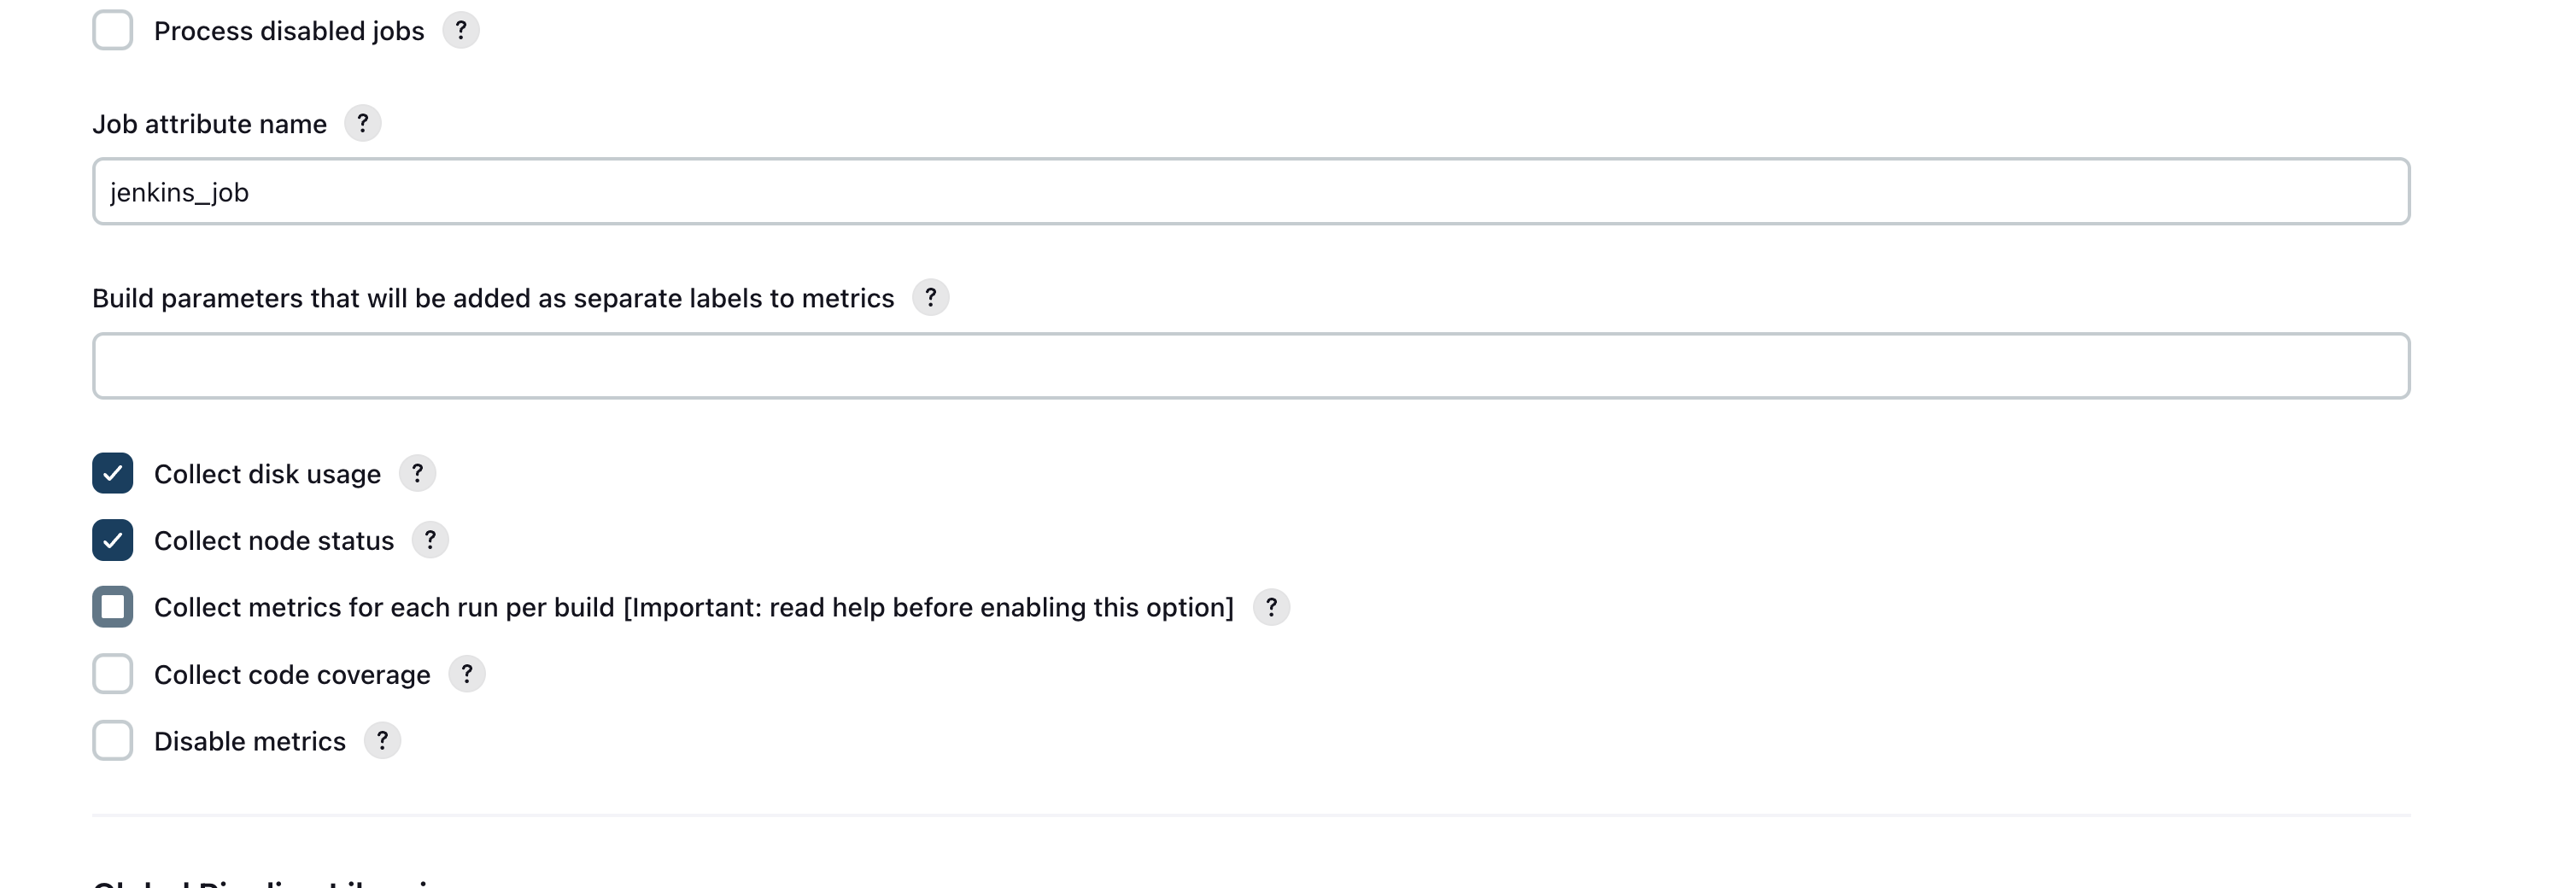 Process disabled jobs ?
Job attribute name ?
jenkins_job
Build parameters that will be added as separate labels to metrics ?
Collect disk usage ?
Collect node status ?
Collect metrics for each run per build [Important: read help before enabling this option] ?
Collect code coverage ?
Disable metrics ?
Global Pipeline